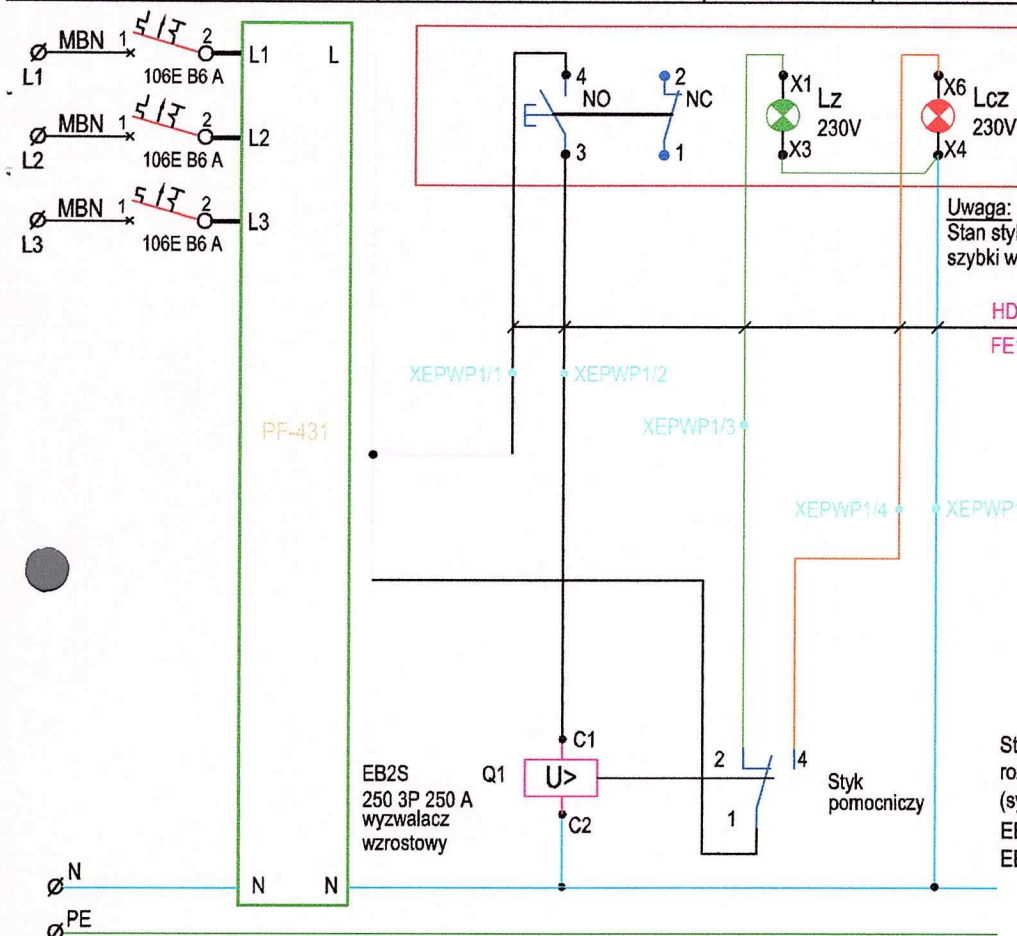 MBN 1 2
L1
106E B6 A
L1 L
MBN 1 2
L2
106E B6 A
L2
MBN 1 2
L3
106E B6 A
L3
4
NO
3
2
NC
1
X1
Lz
230V
X3
X6
Lcz
230V
X4
Uwaga:
XEPWP1/1
XEPWP1/2
XEPWP1/3
XEPWP1/4
PF-431
EB2S
250 3P 250 A
wyzwalacz
wzrostowy
Q1
U>
C1
C2
2
4
1
Styk
pomocniczy
N
N N
PE